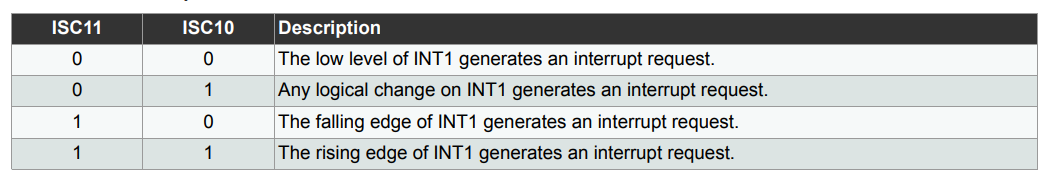 ISC11 ISC10 Description
0 0 The low level of INT1 generates an interrupt request.
0 1 Any logical change on INT1 generates an interrupt request.
1 0 The falling edge of INT1 generates an interrupt request.
1 1 The rising edge of INT1 generates an interrupt request.